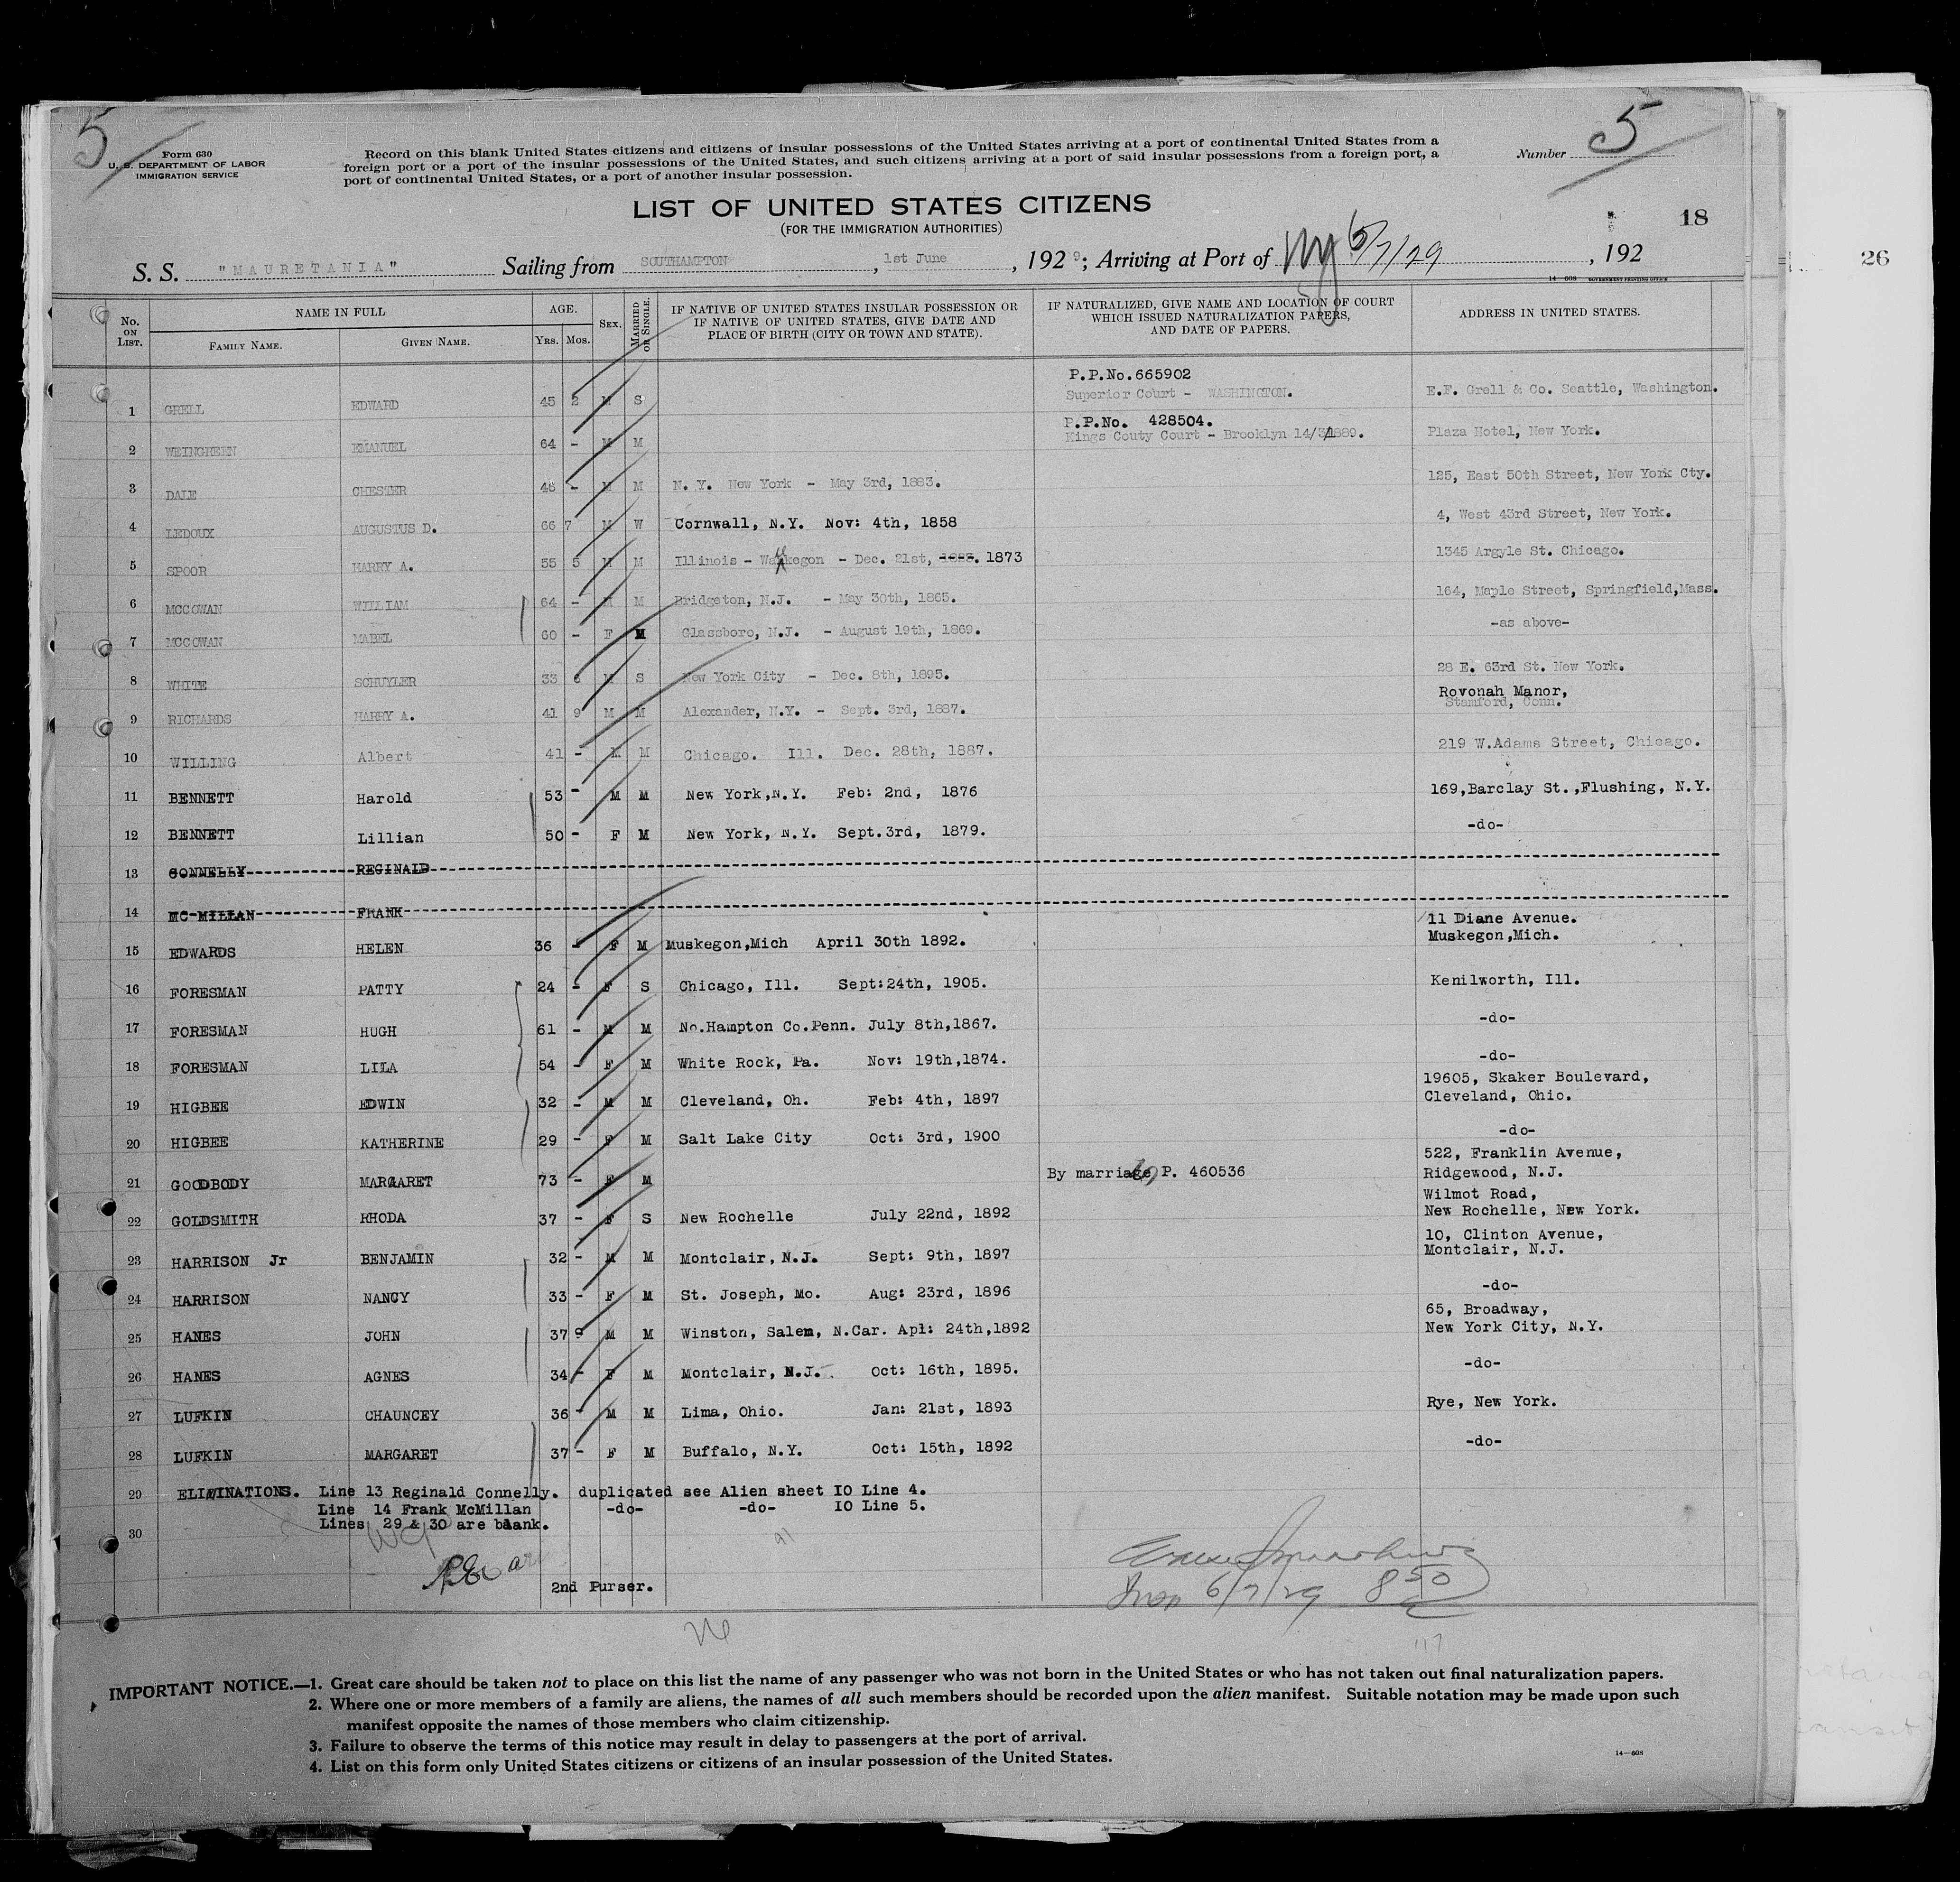 5
5
Form 630
U. S. DEPARTMENT OF LABOR
IMMIGRATION SERVICE
Record on this blank United States citizens and citizens of insular possessions of the United States arriving at a port of continental United States from a
foreign port or a port of the insular possessions of the United States, and such citizens arriving at a port of said insular possessions from a foreign port, a
port of continental United States, or a port of another insular possession.
Number
LIST OF UNITED STATES CITIZENS
(FOR THE IMMIGRATION AUTHORITIES)
18
26
S. S. "MAURETANIA" Sailing from SOUTHAMPTON, 1st June, 1929; Arriving at Port of NY 6/7/29, 192
14—608 GOVERNMENT PRINTING OFFICE
No. ON LIST. NAME IN FULL FAMILY NAME. GIVEN NAME. AGE. YRS. MOS. SEX. MARRIED OR SINGLE. IF NATIVE OF UNITED STATES INSULAR POSSESSION OR IF NATIVE OF UNITED STATES, GIVE DATE AND PLACE OF BIRTH (CITY OR TOWN AND STATE). IF NATURALIZED, GIVE NAME AND LOCATION OF COURT WHICH ISSUED NATURALIZATION PAPERS, AND DATE OF PAPERS. ADDRESS IN UNITED STATES.
P.P.No.665902
1 GRELL EDWARD 45 2 M S Superior Court - WASHINGTON. E.F. Grell & Co. Seattle, Washington.
P.P.No. 428504.
2 WEINGREEN EMANUEL 64 - M M Kings Couty Court - Brooklyn 14/3/1889. Plaza Hotel, New York.
3 DALE CHESTER 46 - M M N. Y. New York - May 3rd, 1883. 125, East 50th Street, New York Cty.
4 LEDOUX AUGUSTUS D. 66 7 M W Cornwall, N.Y. Nov: 4th, 1858 4, West 43rd Street, New York.
5 SPOOR HARRY A. 55 5 M M Illinois - Waukegon - Dec. 21st, 1873 1345 Argyle St. Chicago.
6 MCCOWAN WILLIAM 64 - M M Bridgeton, N.J. - May 30th, 1865. 164, Maple Street, Springfield,Mass.
7 MCCOWAN MABEL 60 - F M Glassboro, N.J. - August 19th, 1869. -as above-
8 WHITE SCHUYLER 33 6 M S New York City - Dec. 8th, 1895. 28 E. 63rd St. New York.
Rovonah Manor,
9 RICHARDS HARRY A. 41 9 M M Alexander, N.Y. - Sept. 3rd, 1887. Stamford, Conn.
10 WILLING Albert 41 - M M Chicago. Ill. Dec. 28th, 1887. 219 W.Adams Street, Chicago.
11 BENNETT Harold 53 - M M New York,N.Y. Feb: 2nd, 1876 169,Barclay St.,Flushing, N.Y.
12 BENNETT Lillian 50 - F M New York, N.Y. Sept.3rd, 1879. -do-
13 CONNELLY REGINALD
14 MC MILLAN FRANK
11 Diane Avenue.
15 EDWARDS HELEN 36 - F M Muskegon,Mich April 30th 1892. Muskegon,Mich.
16 FORESMAN PATTY 24 - F S Chicago, Ill. Sept:24th, 1905. Kenilworth, Ill.
17 FORESMAN HUGH 61 - M M No.Hampton Co.Penn. July 8th,1867. -do-
18 FORESMAN LILA 54 - F M White Rock, Pa. Nov: 19th,1874. -do-
19605, Skaker Boulevard,
19 HIGBEE EDWIN 32 - M M Cleveland, Oh. Feb: 4th, 1897 Cleveland, Ohio.
20 HIGBEE KATHERINE 29 - F M Salt Lake City Oct: 3rd, 1900 -do-
522, Franklin Avenue,
21 GOODBODY MARGARET 73 - F M By marriage, P. 460536 Ridgewood, N.J.
Wilmot Road,
22 GOLDSMITH RHODA 37 - F S New Rochelle July 22nd, 1892 New Rochelle, New York.
10, Clinton Avenue,
23 HARRISON Jr BENJAMIN 32 - M M Montclair, N.J. Sept: 9th, 1897 Montclair, N.J.
24 HARRISON NANCY 33 - F M St. Joseph, Mo. Aug: 23rd, 1896 -do-
65, Broadway,
25 HANES JOHN 37 9 M M Winston, Salem, N.Car. Apl: 24th,1892 New York City, N.Y.
26 HANES AGNES 34 - F M Montclair, N.J. Oct: 16th, 1895. -do-
27 LUFKIN CHAUNCEY 36 - M M Lima, Ohio. Jan: 21st, 1893 Rye, New York.
28 LUFKIN MARGARET 37 - F M Buffalo, N.Y. Oct: 15th, 1892 -do-
29 ELIMINATIONS. Line 13 Reginald Connelly. duplicated see Alien sheet IO Line 4.
Line 14 Frank McMillan -do- -do- IO Line 5.
Lines 29 & 30 are blank.
30
2nd Purser.
6/7/29 8 50
117
IMPORTANT NOTICE.—1. Great care should be taken not to place on this list the name of any passenger who was not born in the United States or who has not taken out final naturalization papers.
2. Where one or more members of a family are aliens, the names of all such members should be recorded upon the alien manifest. Suitable notation may be made upon such
manifest opposite the names of those members who claim citizenship.
3. Failure to observe the terms of this notice may result in delay to passengers at the port of arrival.
4. List on this form only United States citizens or citizens of an insular possession of the United States.
14—608